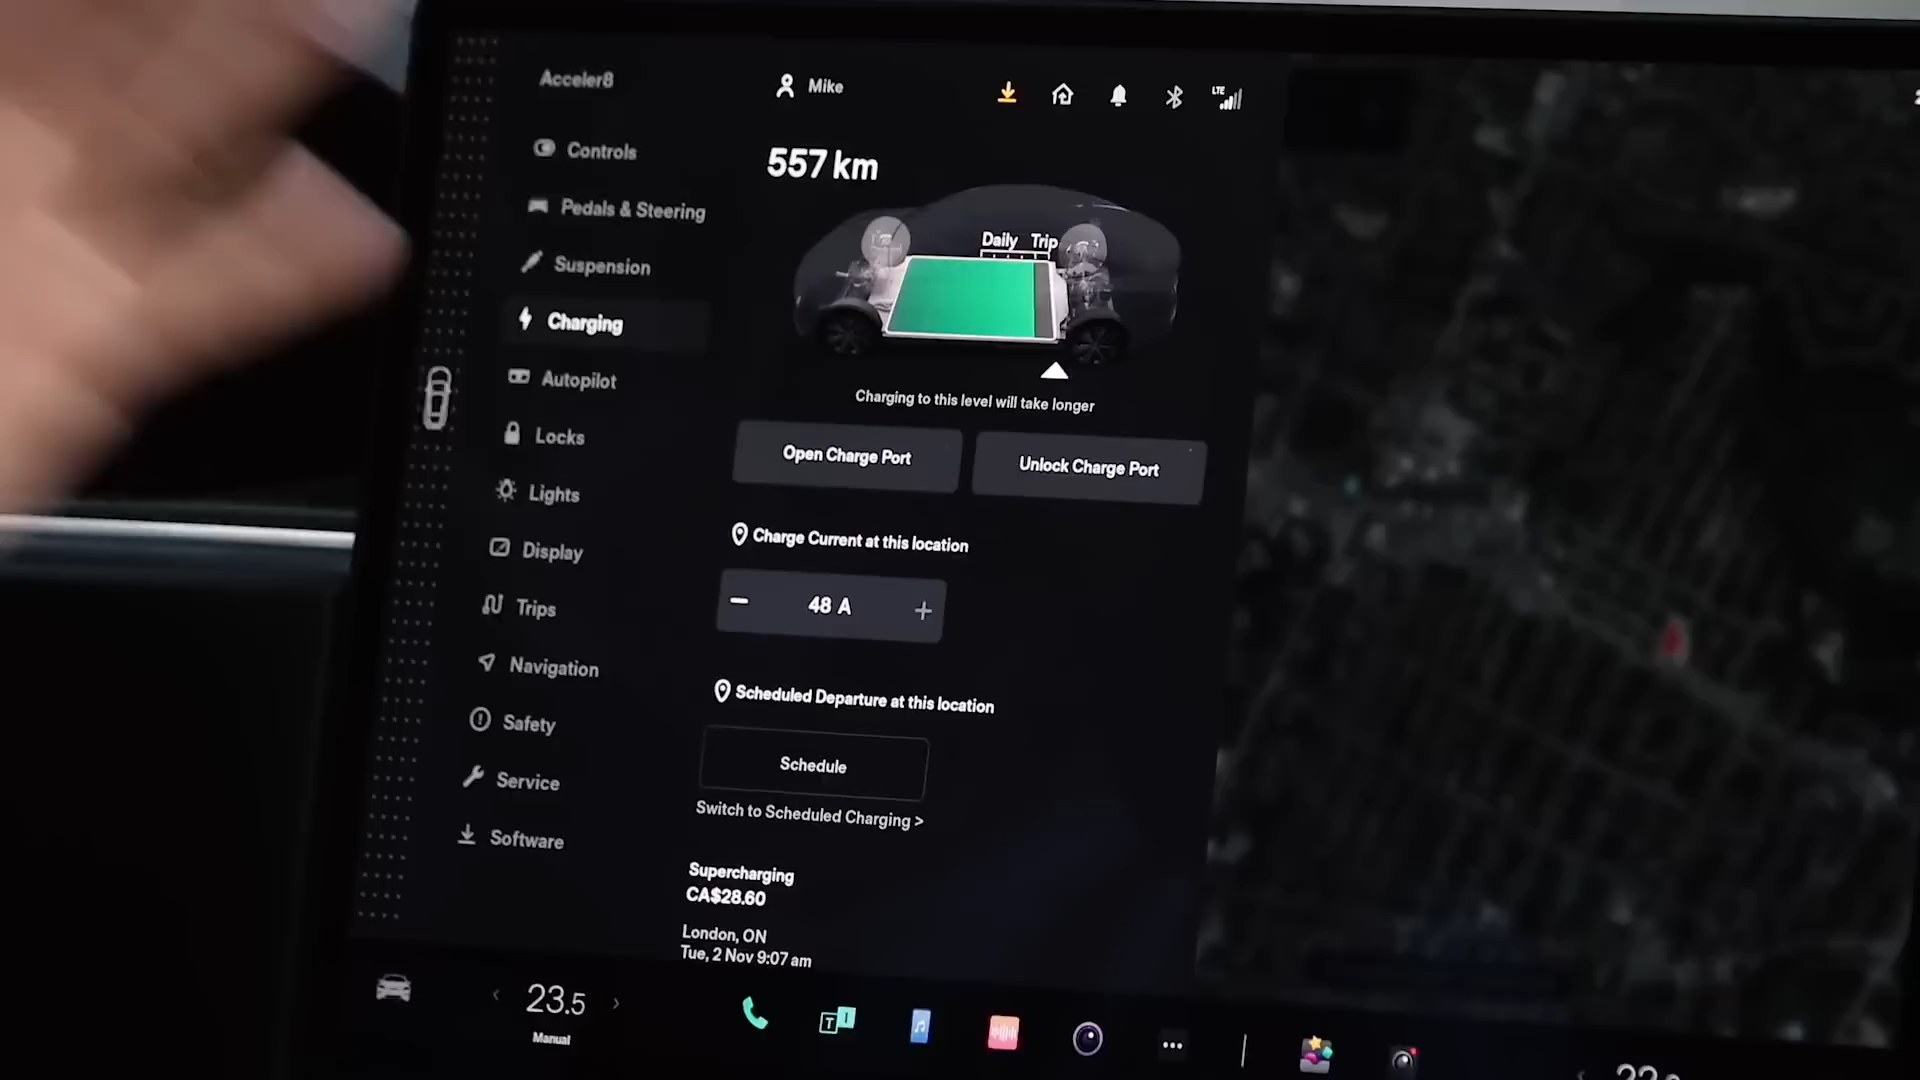 Acceler8
Mike
LTE
Controls
557 km
Pedals & Steering
Daily Trip
Suspension
Charging
Autopilot
Charging to this level will take longer
Locks
Open Charge Port
Unlock Charge Port
Lights
Charge Current at this location
Display
48 A
Trips
Navigation
Scheduled Departure at this location
Safety
Schedule
Service
Switch to Scheduled Charging >
Software
Supercharging
CA$28.60
London, ON
Tue, 2 Nov 9:07 am
23.5
Manual
T